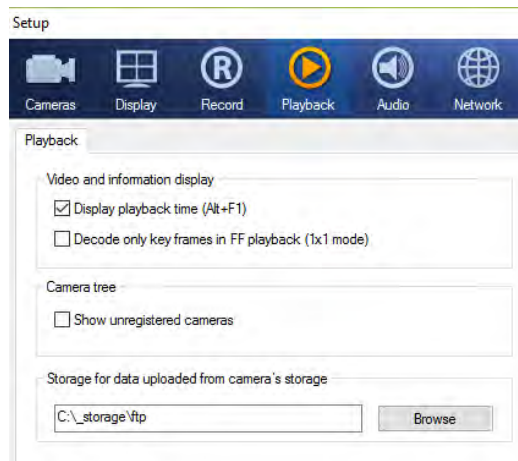 Setup
Cameras Display Record Playback Audio Network
Playback
Video and information display
Display playback time (Alt+F1)
Decode only key frames in FF playback (1x1 mode)
Camera tree
Show unregistered cameras
Storage for data uploaded from camera's storage
C:\_storage\ftp Browse